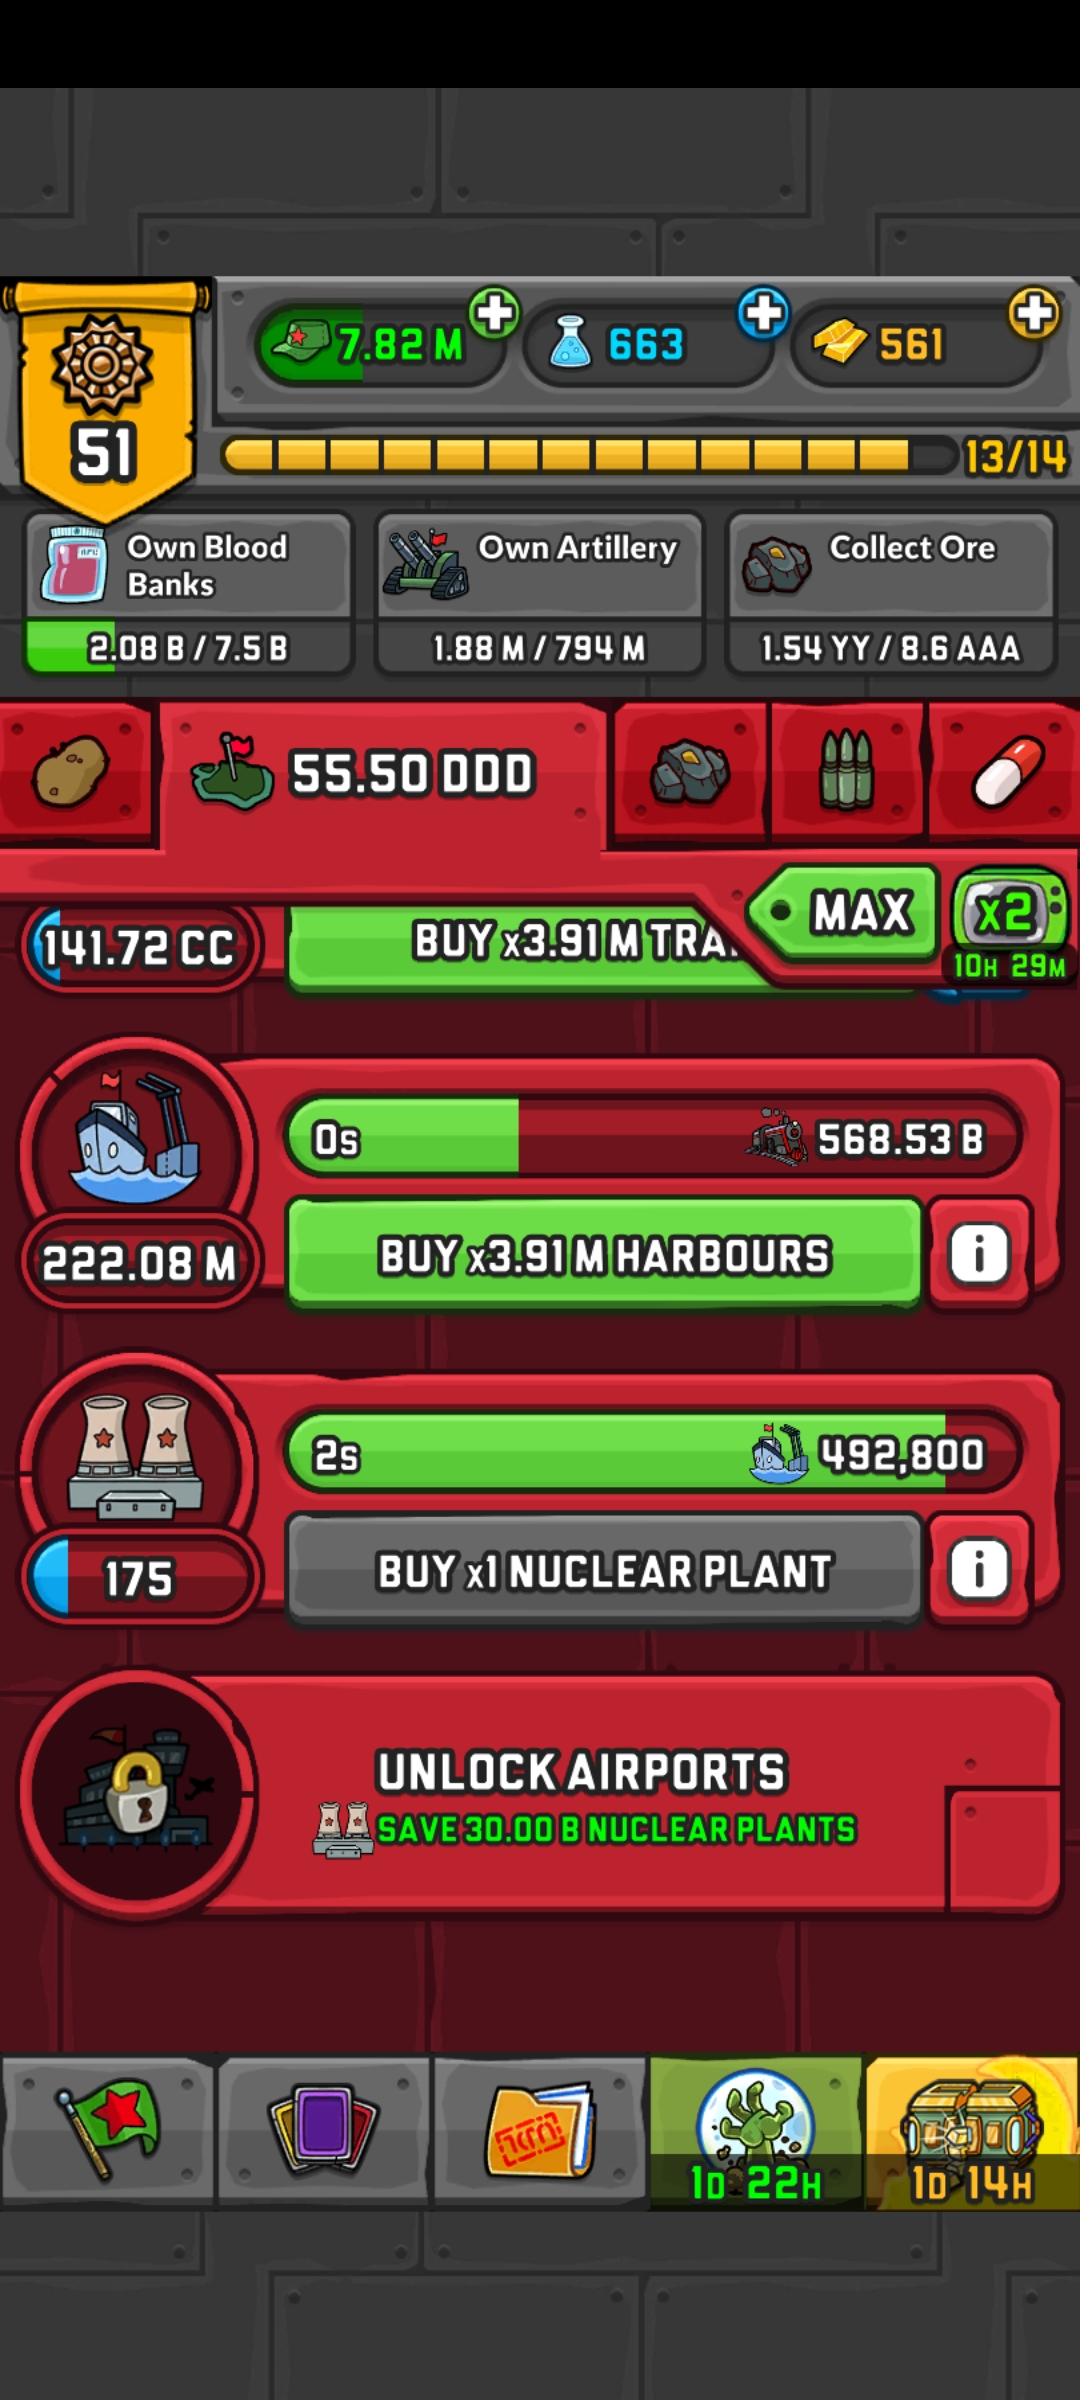 7.82 M
663
561
51
13/14
Own Blood
Banks
2.08 B / 7.5 B
Own Artillery
1.88 M / 794 M
Collect Ore
1.54 YY / 8.6 AAA
55.50 DDD
MAX
x2
10H 29M
141.72 CC
BUY x3.91 M
0s
568.53 B
222.08 M
BUY x3.91 M HARBOURS
i
2s
492,800
175
BUY x1 NUCLEAR PLANT
i
UNLOCK AIRPORTS
SAVE 30.00 B NUCLEAR PLANTS
1D 22H
1D 14H